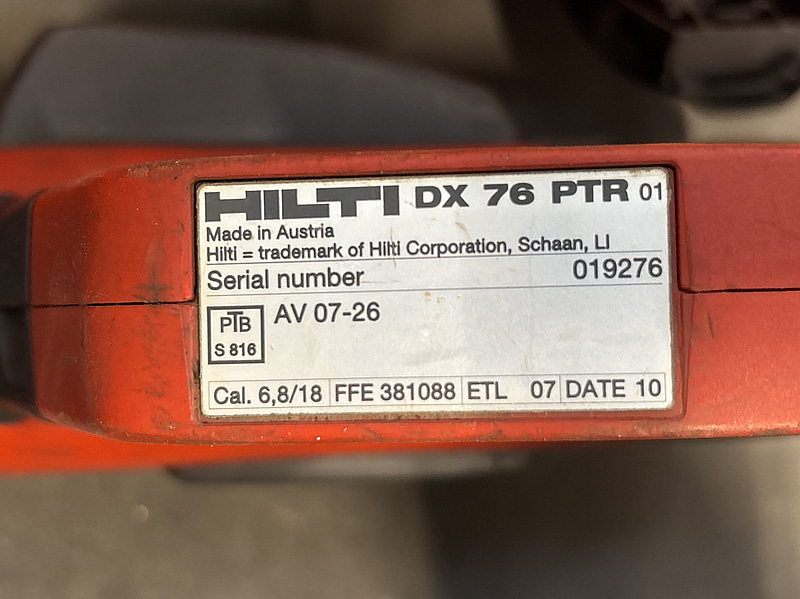 HILTI DX 76 PTR 01
Made in Austria
Hilti = trademark of Hilti Corporation, Schaan, LI
Serial number 019276
PTB AV 07-26
S 816
Cal. 6,8/18 FFE 381088 ETL 07 DATE 10